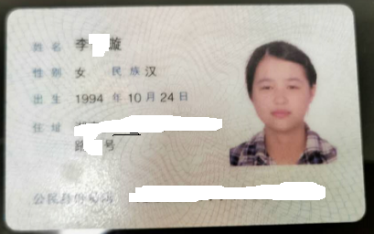 姓名 李 璇
性别 女 民族 汉
出生 1994 年 10 月 24 日
住址
号
公民身份号码